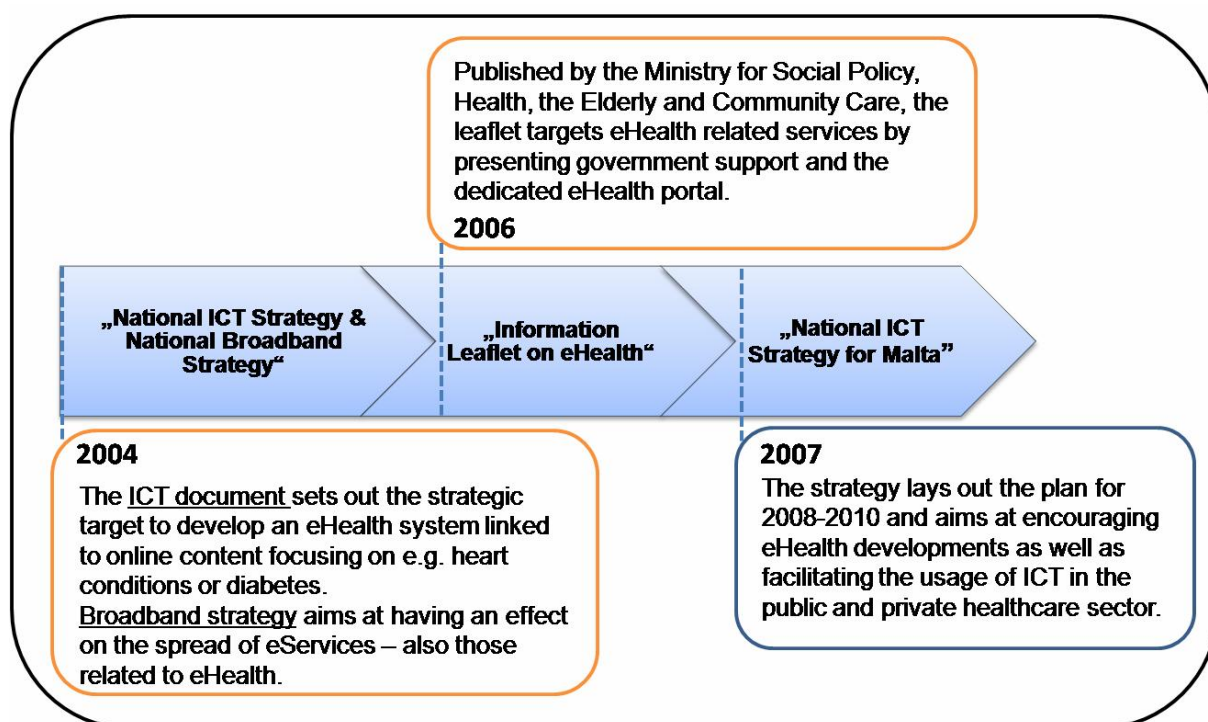 Published by the Ministry for Social Policy,
Health, the Elderly and Community Care, the
leaflet targets eHealth related services by
presenting government support and the
dedicated eHealth portal.
2006
„National ICT Strategy &
National Broadband
Strategy“
„Information
Leaflet on eHealth“
„National ICT
Strategy for Malta”
2004
The ICT document sets out the strategic
target to develop an eHealth system linked
to online content focusing on e.g. heart
conditions or diabetes.
Broadband strategy aims at having an effect
on the spread of eServices – also those
related to eHealth.
2007
The strategy lays out the plan for
2008-2010 and aims at encouraging
eHealth developments as well as
facilitating the usage of ICT in the
public and private healthcare sector.